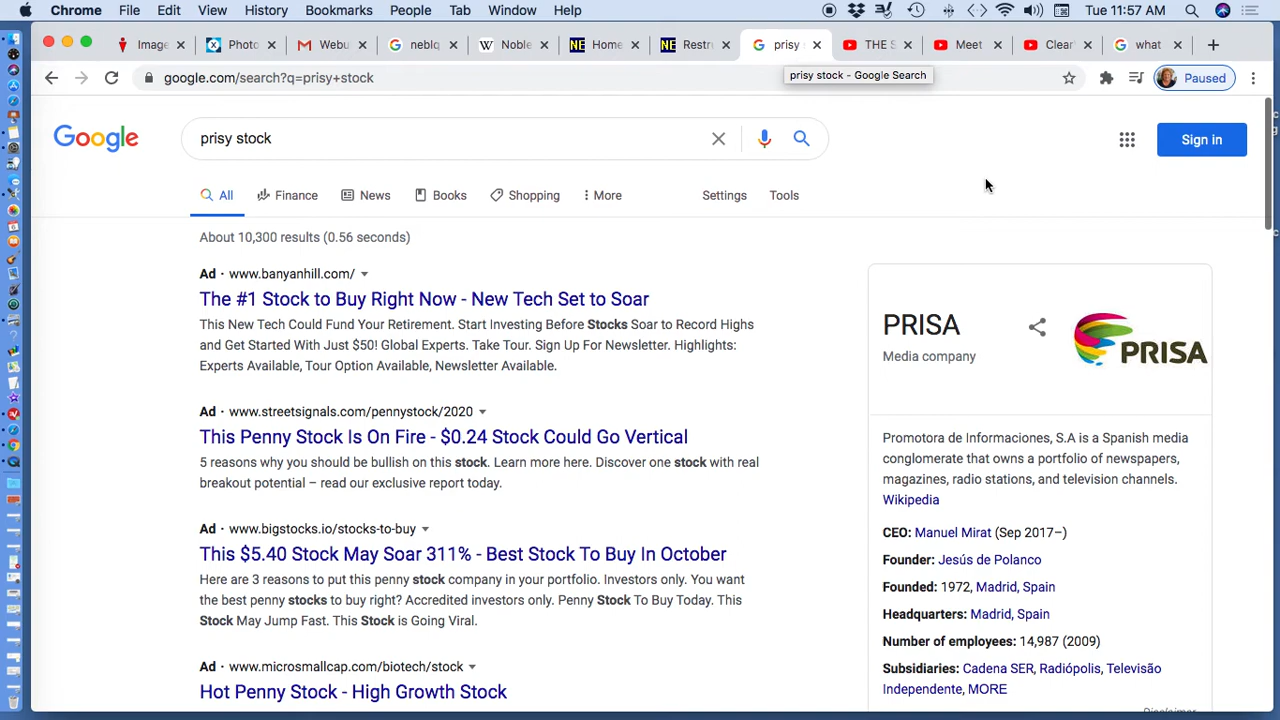 Chrome File Edit View History Bookmarks People Tab Window Help Tue 11:57 AM
Image Photo Webu nebl Noble Home Restr prisy THE S Meet Clear what
google.com/search?q=prisy+stock Paused
prisy stock - Google Search
Google prisy stock Sign in
All Finance News Books Shopping More Settings Tools
About 10,300 results (0.56 seconds)
Ad · www.banyanhill.com/
The #1 Stock to Buy Right Now - New Tech Set to Soar
This New Tech Could Fund Your Retirement. Start Investing Before Stocks Soar to Record Highs
and Get Started With Just $50! Global Experts. Take Tour. Sign Up For Newsletter. Highlights:
Experts Available, Tour Option Available, Newsletter Available.
Ad · www.streetsignals.com/pennystock/2020
This Penny Stock Is On Fire - $0.24 Stock Could Go Vertical
5 reasons why you should be bullish on this stock. Learn more here. Discover one stock with real
breakout potential – read our exclusive report today.
Ad · www.bigstocks.io/stocks-to-buy
This $5.40 Stock May Soar 311% - Best Stock To Buy In October
Here are 3 reasons to put this penny stock company in your portfolio. Investors only. You want
the best penny stocks to buy right? Accredited investors only. Penny Stock To Buy Today. This
Stock May Jump Fast. This Stock is Going Viral.
Ad · www.microsmallcap.com/biotech/stock
Hot Penny Stock - High Growth Stock
PRISA
Media company
PRISA
Promotora de Informaciones, S.A is a Spanish media
conglomerate that owns a portfolio of newspapers,
magazines, radio stations, and television channels.
Wikipedia
CEO: Manuel Mirat (Sep 2017–)
Founder: Jesús de Polanco
Founded: 1972, Madrid, Spain
Headquarters: Madrid, Spain
Number of employees: 14,987 (2009)
Subsidiaries: Cadena SER, Radiópolis, Televisão
Independente, MORE
Disclaimer